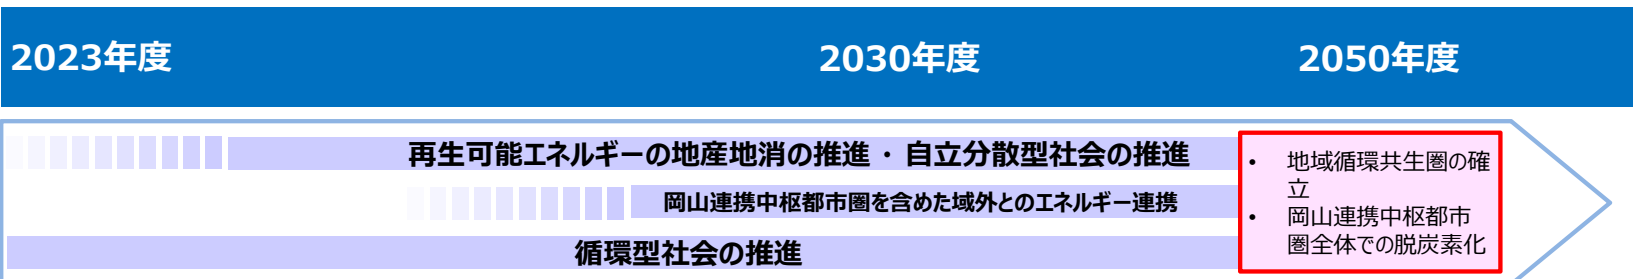 2023年度
2030年度
2050年度
再生可能エネルギーの地産地消の推進 ・ 自立分散型社会の推進
岡山連携中枢都市圏を含めた域外とのエネルギー連携
循環型社会の推進
• 地域循環共生圏の確
立
• 岡山連携中枢都市
圏全体での脱炭素化